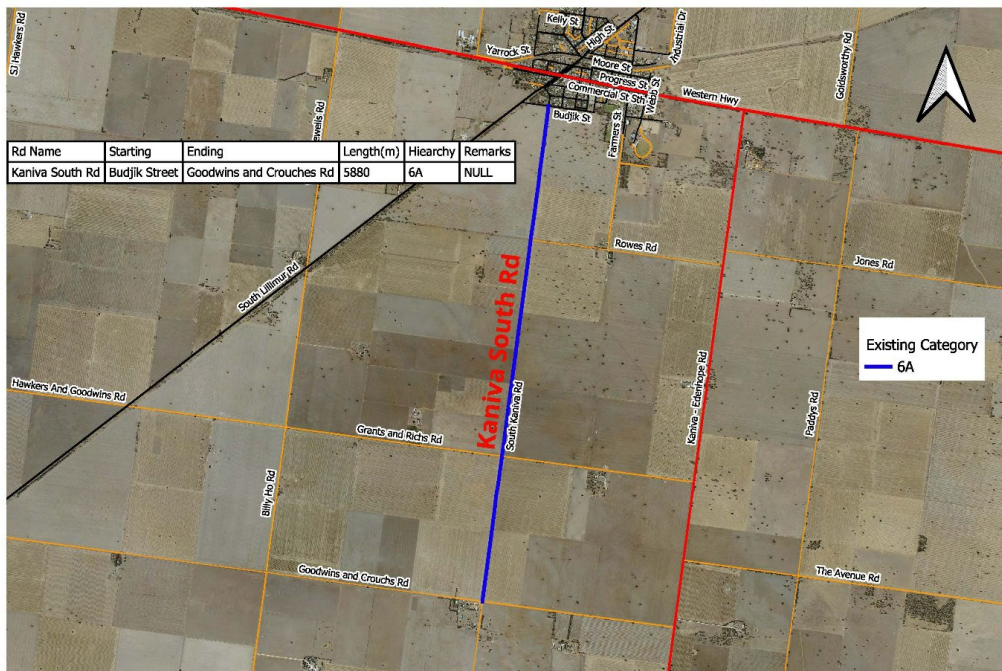 SJ Hawkers Rd
Kelly St
High St
Industrial Dr
Yarrock St
Moore St
Progress St
Commercial St Sth
Webb St
Western Hwy
Goldsworthy Rd
Budjik St
Farmers St
Rd Name Starting Ending Length(m) Hiearchy Remarks
Kaniva South Rd Budjik Street Goodwins and Crouches Rd 5880 6A NULL
Rowes Rd
Jones Rd
South Lillimur Rd
Kaniva South Rd
Existing Category
6A
South Kaniva Rd
Kaniva - Edenhope Rd
Paddys Rd
Hawkers And Goodwins Rd
Grants and Richs Rd
Billy Ho Rd
Goodwins and Crouchs Rd
The Avenue Rd